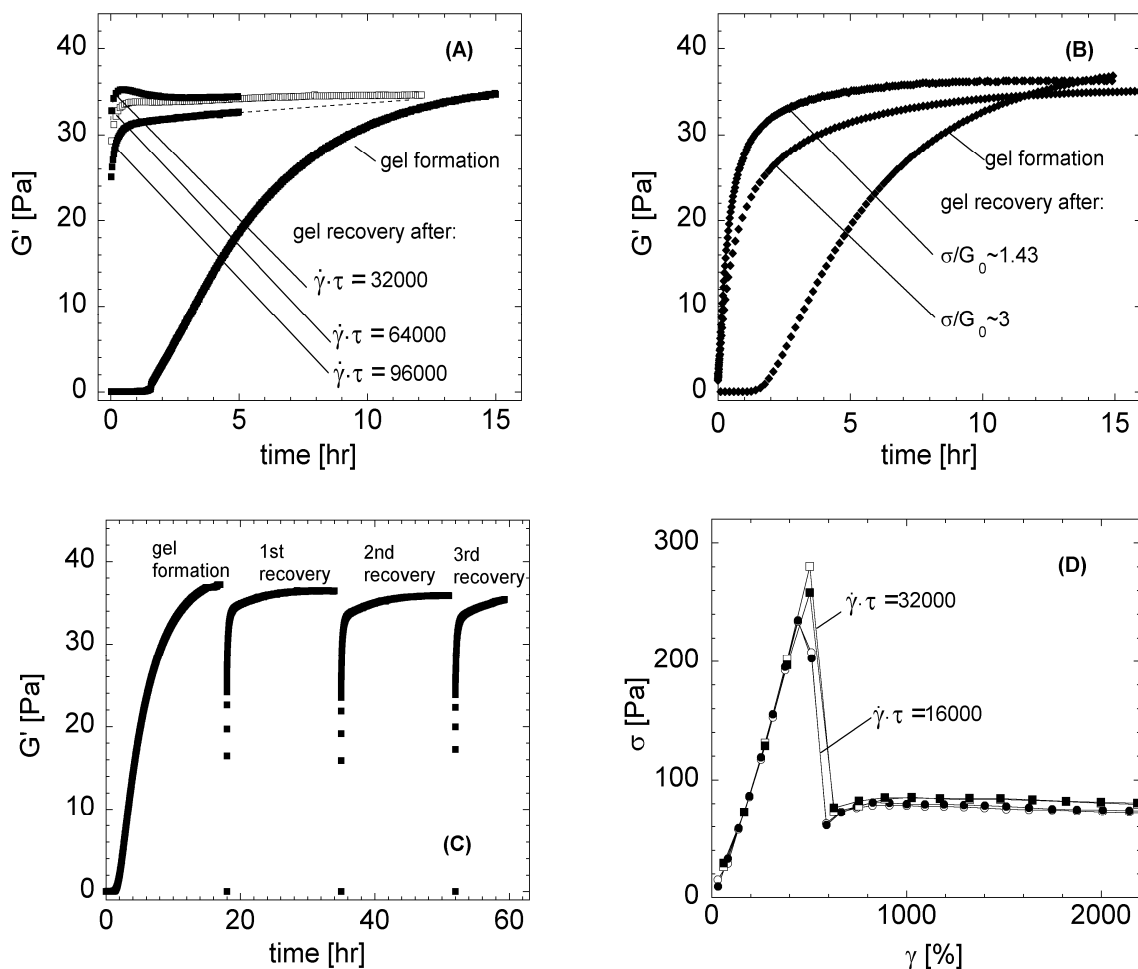 (A)
40
30
20
10
0
G' [Pa]
gel formation
gel recovery after:
γ̇·τ = 32000
γ̇·τ = 64000
γ̇·τ = 96000
0 5 10 15
time [hr]
(B)
40
30
20
10
0
G' [Pa]
gel formation
gel recovery after:
σ/G₀~1.43
σ/G₀~3
0 5 10 15
time [hr]
gel formation
1st recovery
2nd recovery
3rd recovery
40
30
20
10
0
G' [Pa]
(C)
0 20 40 60
time [hr]
300
200
100
0
σ [Pa]
(D)
γ̇·τ =32000
γ̇·τ =16000
0 1000 2000
γ [%]